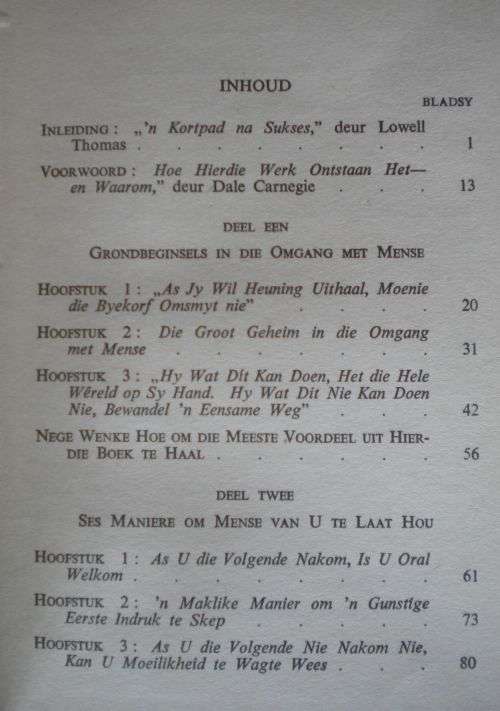 INHOUD
BLADSY
INLEIDING : „'n Kortpad na Sukses,” deur Lowell
Thomas . . . . . . . . 1
VOORWOORD : Hoe Hierdie Werk Ontstaan Het—
en Waarom,” deur Dale Carnegie . . . 13
DEEL EEN
GRONDBEGINSELS IN DIE OMGANG MET MENSE
HOOFSTUK 1 : „As Jy Wil Heuning Uithaal, Moenie
die Byekorf Omsmyt nie” . . . . 20
HOOFSTUK 2 : Die Groot Geheim in die Omgang
met Mense . . . . . . . 31
HOOFSTUK 3 : „Hy Wat Dít Kan Doen, Het die Hele
Wêreld op Sy Hand. Hy Wat Dit Nie Kan Doen
Nie, Bewandel 'n Eensame Weg” . . . 42
NEGE WENKE HOE OM DIE MEESTE VOORDEEL UIT HIER-
DIE BOEK TE HAAL . . . . . . 56
DEEL TWEE
SES MANIERE OM MENSE VAN U TE LAAT HOU
HOOFSTUK 1 : As U die Volgende Nakom, Is U Oral
Welkom . . . . . . . . 61
HOOFSTUK 2 : 'n Maklike Manier om 'n Gunstige
Eerste Indruk te Skep . . . . . 73
HOOFSTUK 3 : As U die Volgende Nie Nakom Nie,
Kan U Moeilikheid te Wagte Wees . . . 80